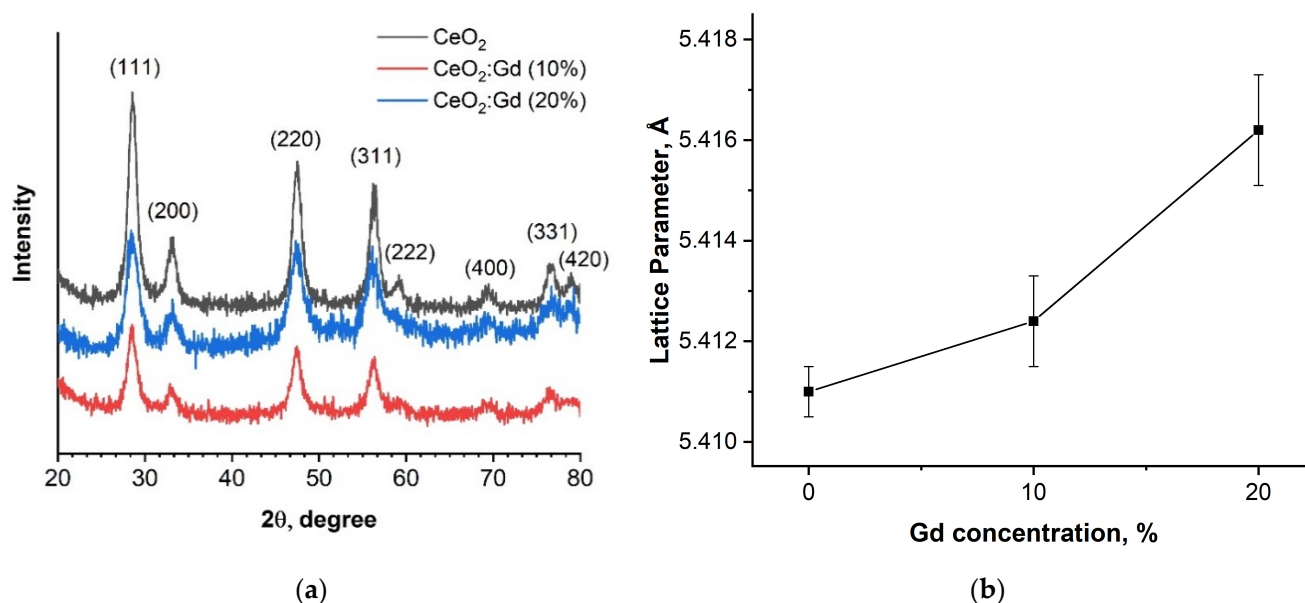 CeO₂
CeO₂:Gd (10%)
CeO₂:Gd (20%)
(111)
(200)
(220)
(311)
(222)
(400)
(331)
(420)
Intensity
20 30 40 50 60 70 80
2θ, degree
(a)
5.418
5.416
5.414
5.412
5.410
Lattice Parameter, Å
0 10 20
Gd concentration, %
(b)